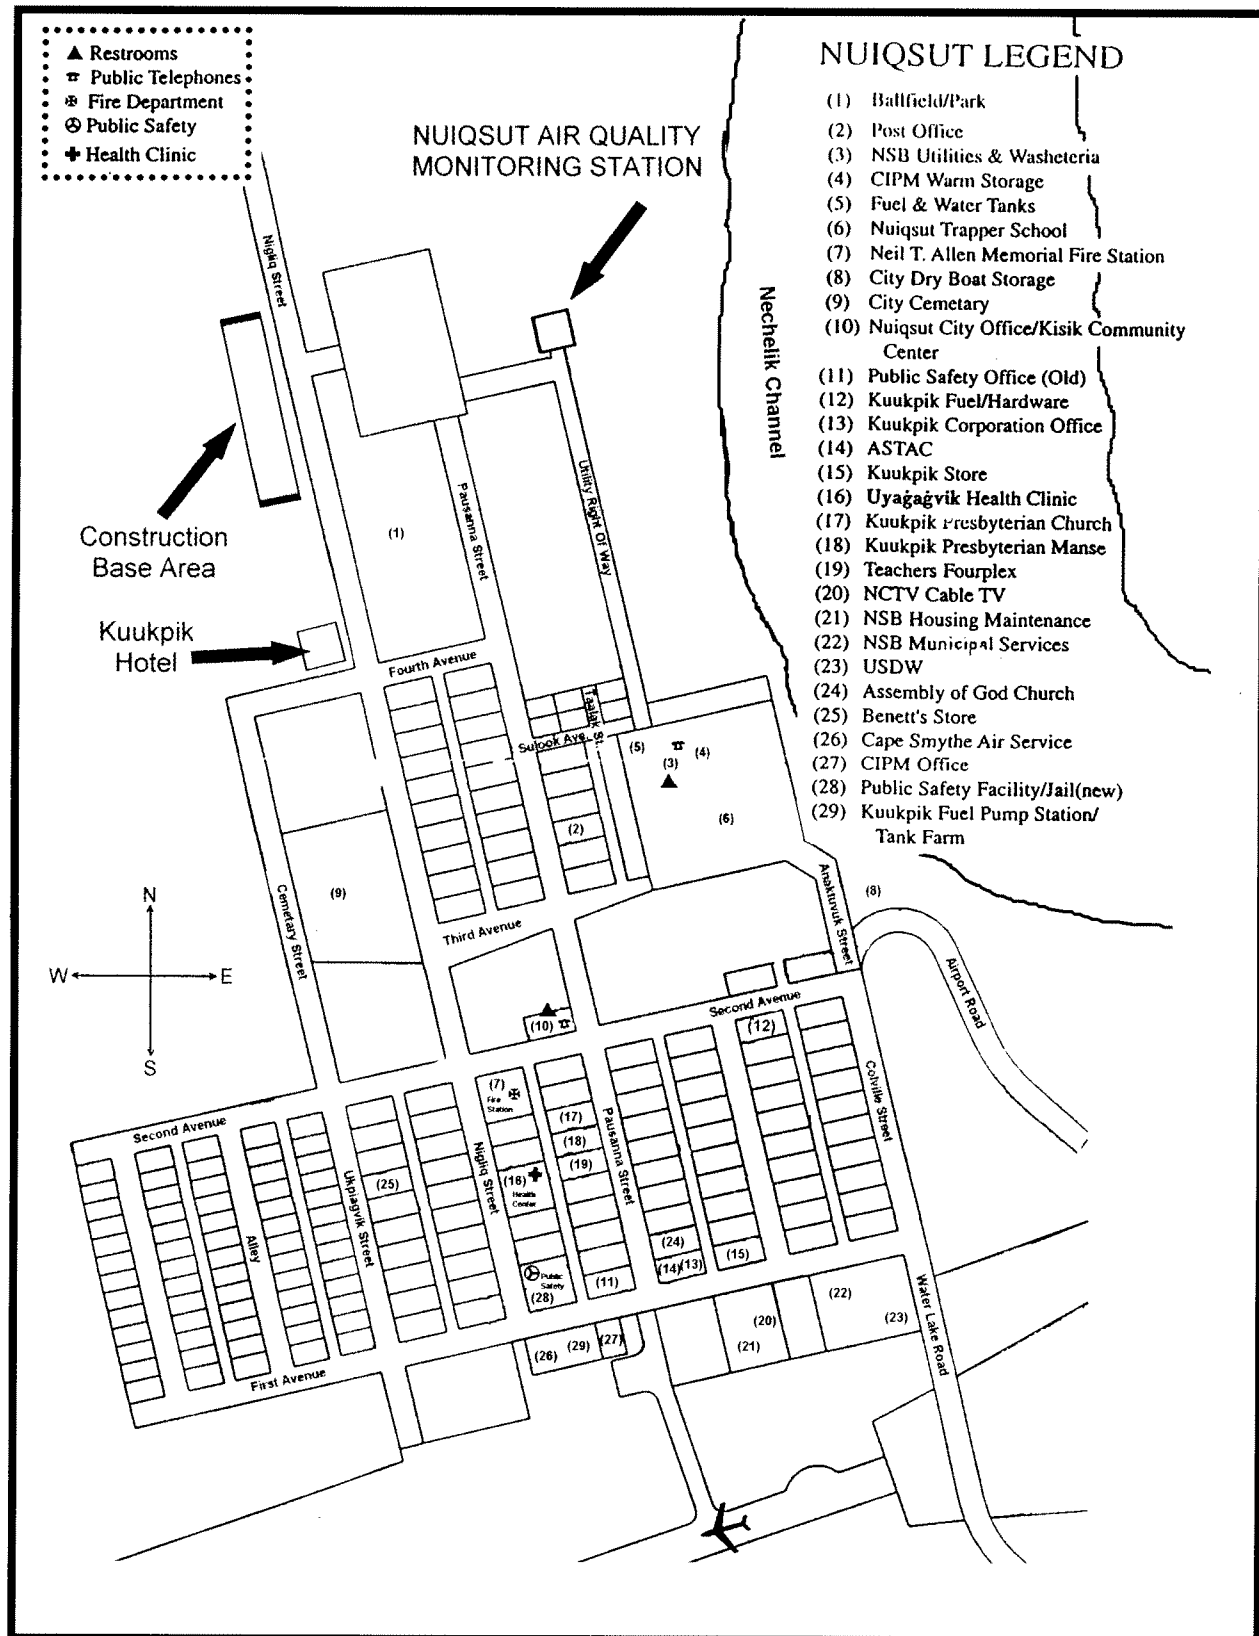 Restrooms
Public Telephones
Fire Department
Public Safety
Health Clinic
NUIQSUT AIR QUALITY
MONITORING STATION
NUIQSUT LEGEND
(1) Ballfield/Park
(2) Post Office
(3) NSB Utilities & Washeteria
(4) CIPM Warm Storage
(5) Fuel & Water Tanks
(6) Nuiqsut Trapper School
(7) Neil T. Allen Memorial Fire Station
(8) City Dry Boat Storage
(9) City Cemetary
(10) Nuiqsut City Office/Kisik Community
Center
(11) Public Safety Office (Old)
(12) Kuukpik Fuel/Hardware
(13) Kuukpik Corporation Office
(14) ASTAC
(15) Kuukpik Store
(16) Uyaġaġvik Health Clinic
(17) Kuukpik Presbyterian Church
(18) Kuukpik Presbyterian Manse
(19) Teachers Fourplex
(20) NCTV Cable TV
(21) NSB Housing Maintenance
(22) NSB Municipal Services
(23) USDW
(24) Assembly of God Church
(25) Benett's Store
(26) Cape Smythe Air Service
(27) CIPM Office
(28) Public Safety Facility/Jail(new)
(29) Kuukpik Fuel Pump Station/
Tank Farm
Nechelik Channel
Nigliq Street
Construction
Base Area
Kuukpik
Hotel
(1)
Pausanna Street
Utility Right Of Way
Fourth Avenue
Taalak St.
Sulook Ave.
(5)
(3)
(4)
(6)
(2)
(9)
Cemetary Street
Third Avenue
Anaktuvuk Street
(8)
Airport Road
N
W
E
S
(10)
Second Avenue
(12)
Colville Street
Second Avenue
(7)
Fire
Station
(17)
(18)
(19)
Pausanna Street
Nigliq Street
(16)
Health
Center
Ukpiagvik Street
(25)
Alley
(24)
(14)
(13)
(15)
Public
Safety
(28)
(11)
(22)
(23)
(20)
(21)
(26)
(29)
(27)
Water Lake Road
First Avenue